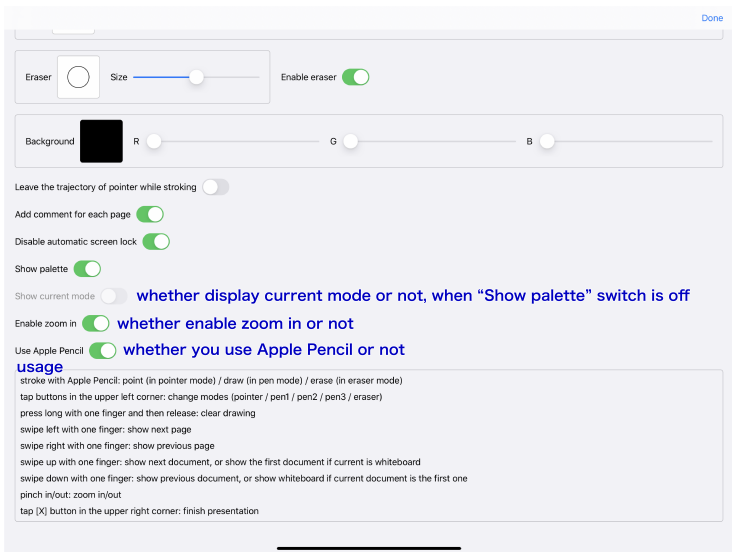 Done
Eraser Size Enable eraser
Background R G B
Leave the trajectory of pointer while stroking
Add comment for each page
Disable automatic screen lock
Show palette
Show current mode whether display current mode or not, when “Show palette” switch is off
Enable zoom in whether enable zoom in or not
Use Apple Pencil whether you use Apple Pencil or not
usage
stroke with Apple Pencil: point (in pointer mode) / draw (in pen mode) / erase (in eraser mode)
tap buttons in the upper left corner: change modes (pointer / pen1 / pen2 / pen3 / eraser)
press long with one finger and then release: clear drawing
swipe left with one finger: show next page
swipe right with one finger: show previous page
swipe up with one finger: show next document, or show the first document if current is whiteboard
swipe down with one finger: show previous document, or show whiteboard if current document is the first one
pinch in/out: zoom in/out
tap [X] button in the upper right corner: finish presentation